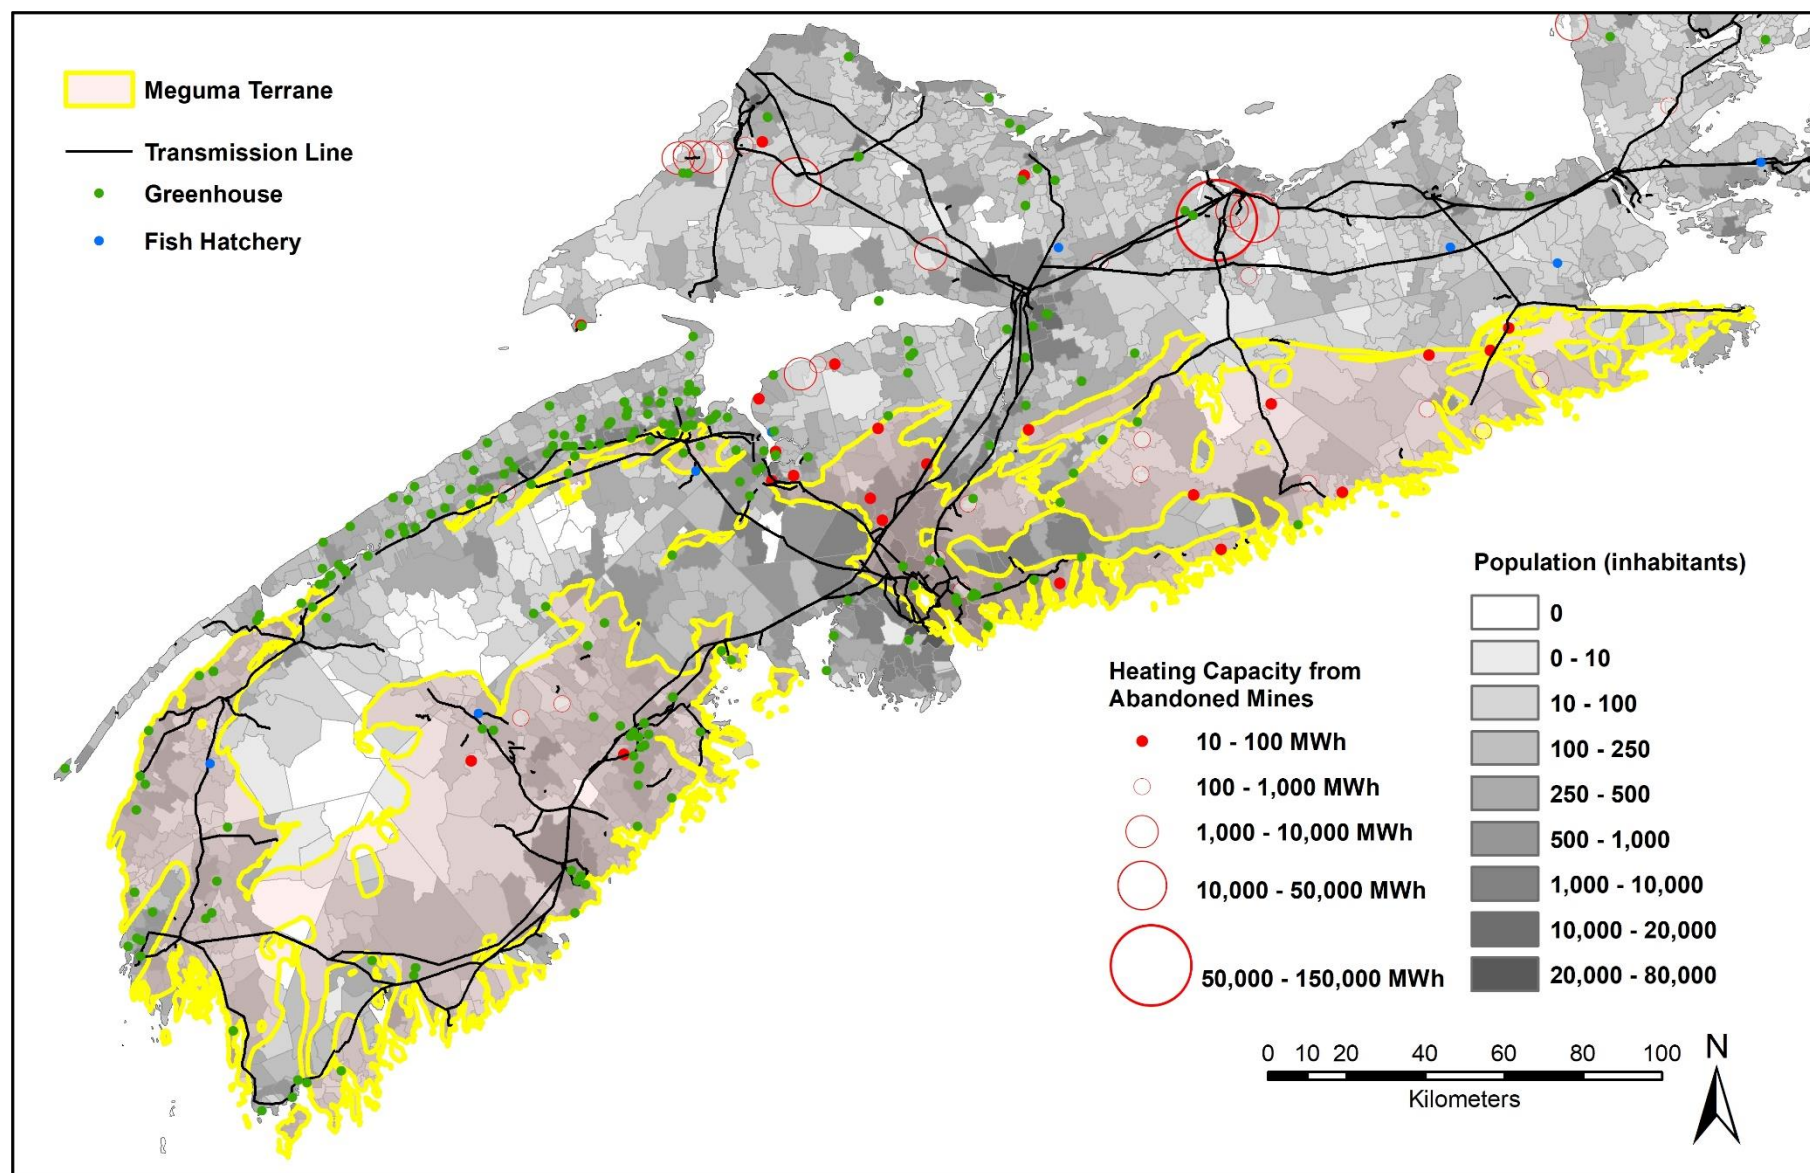 Meguma Terrane
Transmission Line
Greenhouse
Fish Hatchery
Heating Capacity from
Abandoned Mines
10 - 100 MWh
100 - 1,000 MWh
1,000 - 10,000 MWh
10,000 - 50,000 MWh
50,000 - 150,000 MWh
Population (inhabitants)
0
0 - 10
10 - 100
100 - 250
250 - 500
500 - 1,000
1,000 - 10,000
10,000 - 20,000
20,000 - 80,000
0 10 20 40 60 80 100
Kilometers
N